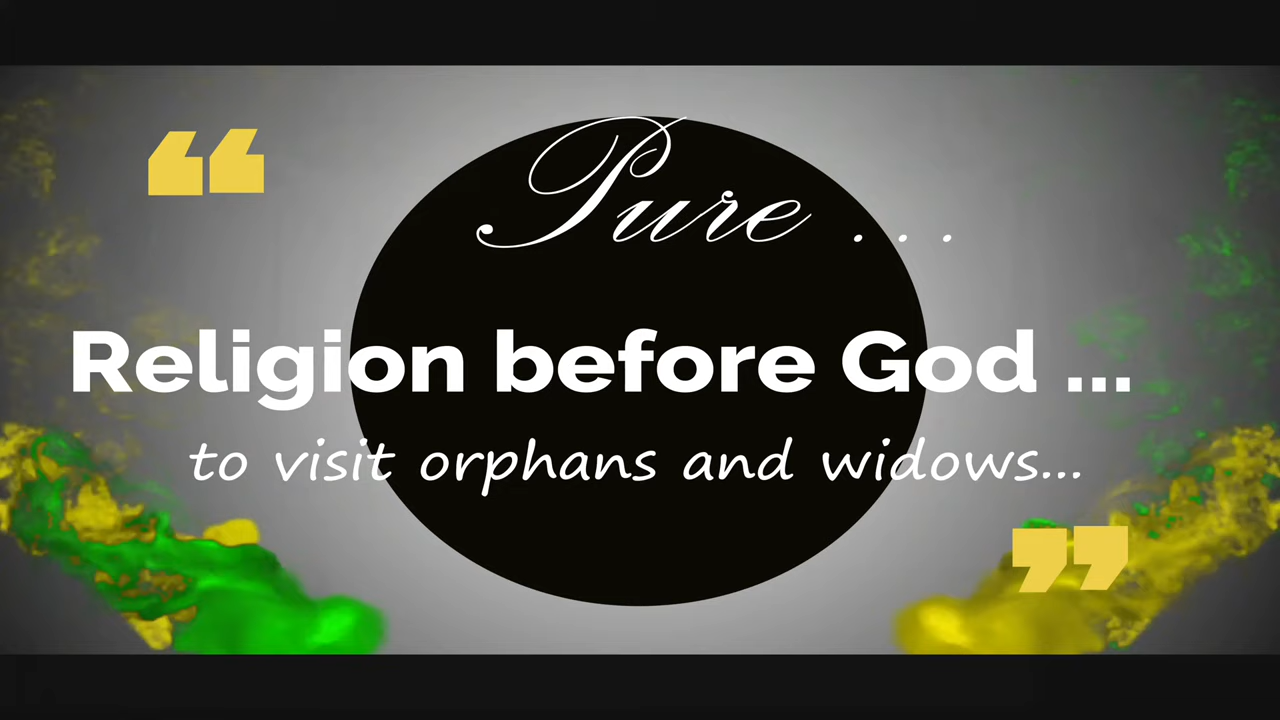 “
Pure ...
Religion before God ...
to visit orphans and widows...
”